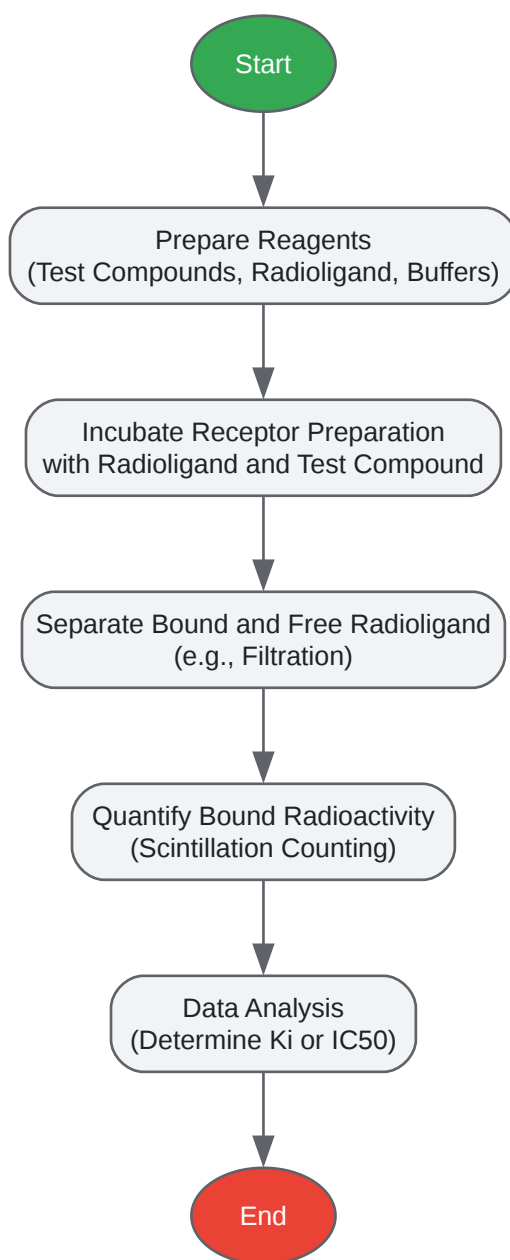 Start
Prepare Reagents
(Test Compounds, Radioligand, Buffers)
Incubate Receptor Preparation
with Radioligand and Test Compound
Separate Bound and Free Radioligand
(e.g., Filtration)
Quantify Bound Radioactivity
(Scintillation Counting)
Data Analysis
(Determine Ki or IC50)
End